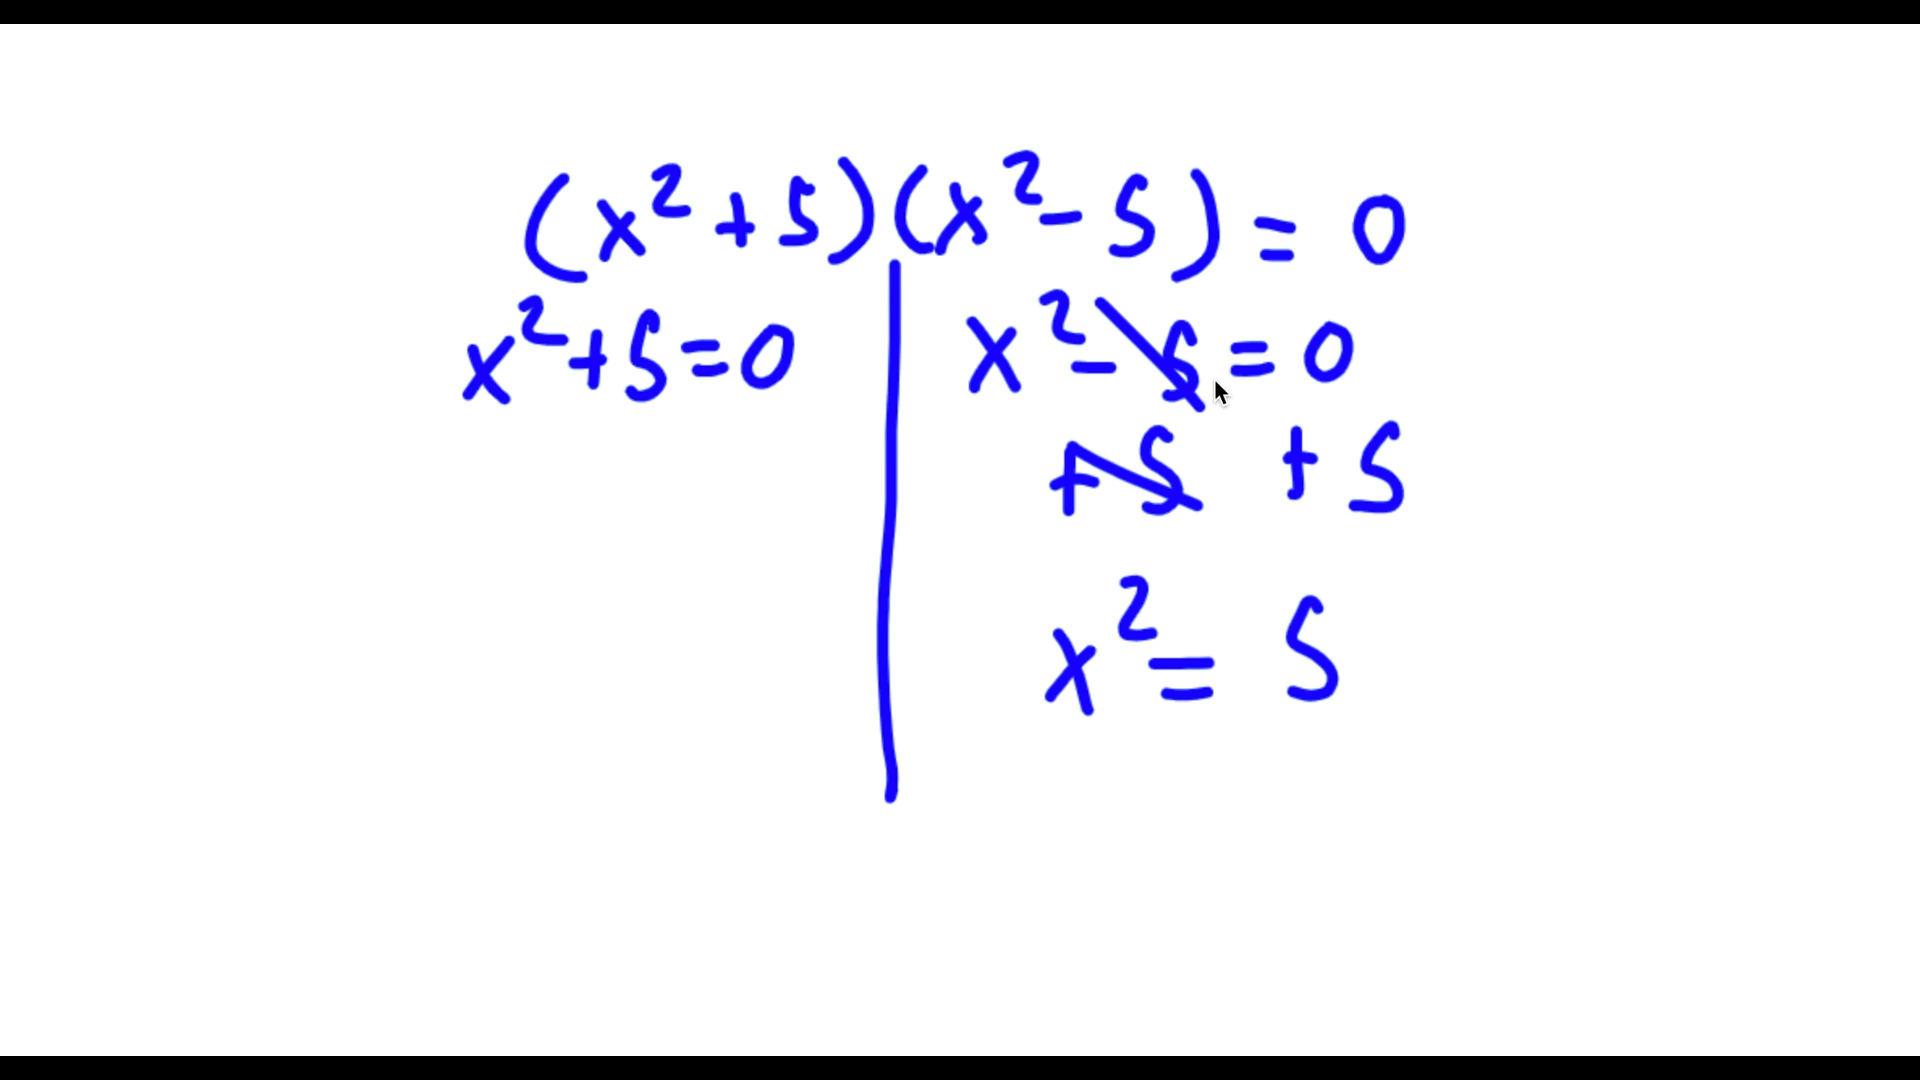 (x²+5)(x²-5)=0
x²+5=0
x²-5=0
+5 +5
x²=5